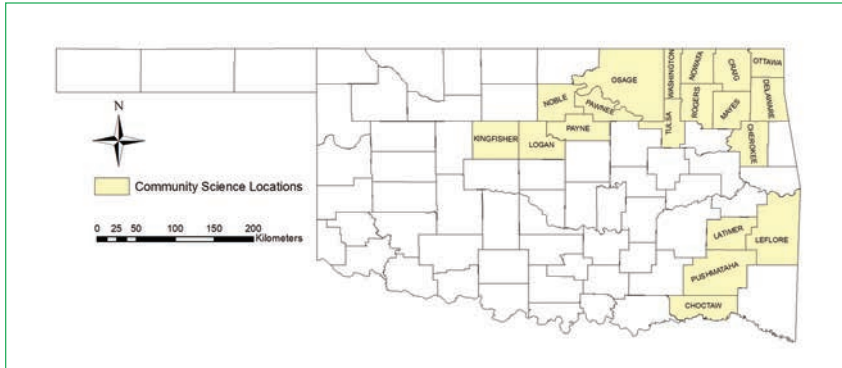 N
Community Science Locations
0 25 50 100 150 200
Kilometers
OSAGE
WASHINGTON
NOWATA
CRAIG
OTTAWA
NOBLE
PAWNEE
TULSA
ROGERS
MAYES
DELAWARE
KINGFISHER
LOGAN
PAYNE
CHEROKEE
LATIMER
LEFLORE
PUSHMATAHA
CHOCTAW